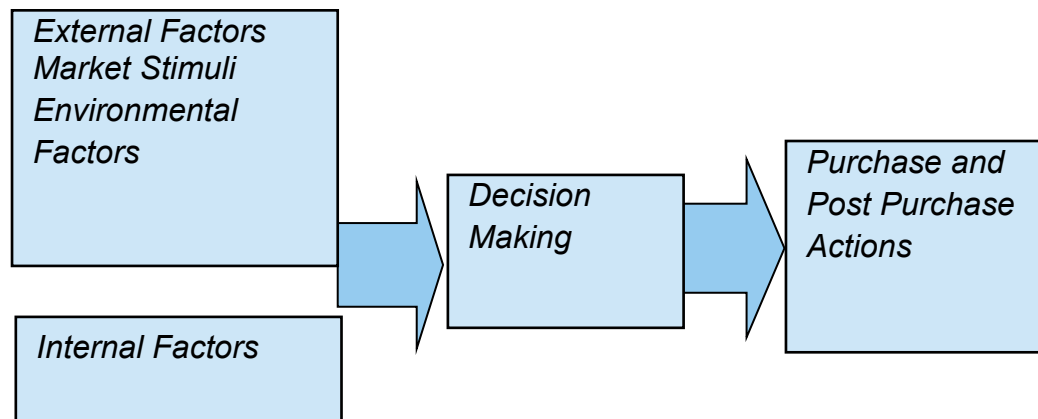 External Factors
Market Stimuli
Environmental
Factors
Internal Factors
Decision
Making
Purchase and
Post Purchase
Actions